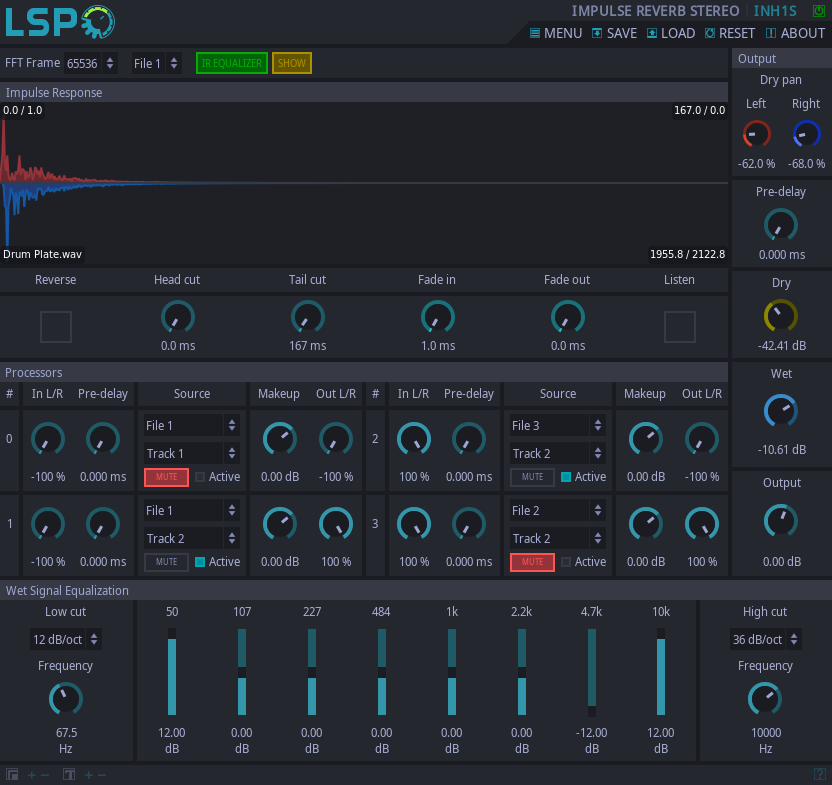 LSP
IMPULSE REVERB STEREO INH1S
MENU SAVE LOAD RESET ABOUT
FFT Frame 65536 File 1 IR EQUALIZER SHOW
Impulse Response
0.0 / 1.0 167.0 / 0.0
Drum Plate.wav 1955.8 / 2122.8
Reverse Head cut Tail cut Fade in Fade out Listen
0.0 ms 167 ms 1.0 ms 0.0 ms
Processors
# In L/R Pre-delay Source Makeup Out L/R # In L/R Pre-delay Source Makeup Out L/R
0 File 1 2 File 3
Track 1 Track 2
-100 % 0.000 ms MUTE Active 0.00 dB -100 % 100 % 0.000 ms MUTE Active 0.00 dB -100 %
1 File 1 3 File 2
Track 2 Track 2
-100 % 0.000 ms MUTE Active 0.00 dB 100 % 100 % 0.000 ms MUTE Active 0.00 dB 100 %
Output
Dry pan
Left Right
-62.0 % -68.0 %
Pre-delay
0.000 ms
Dry
-42.41 dB
Wet
-10.61 dB
Output
0.00 dB
Wet Signal Equalization
Low cut 50 107 227 484 1k 2.2k 4.7k 10k High cut
12 dB/oct 36 dB/oct
Frequency Frequency
67.5 12.00 0.00 0.00 0.00 0.00 0.00 -12.00 12.00 10000
Hz dB dB dB dB dB dB dB dB Hz
+ − T + − ?